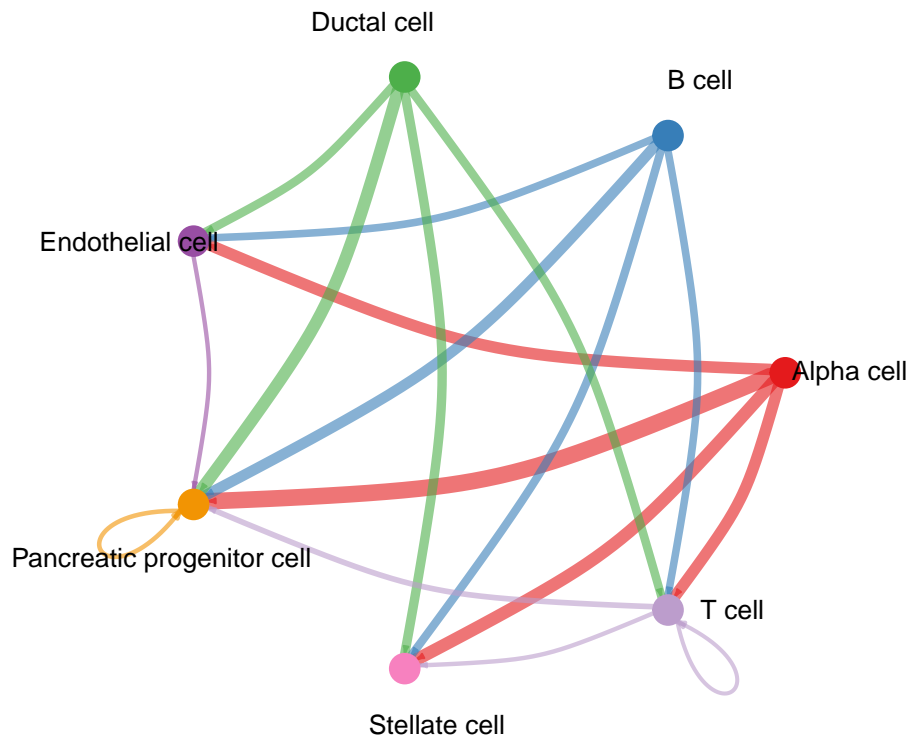 Ductal cell
B cell
Endothelial cell
Alpha cell
Pancreatic progenitor cell
T cell
Stellate cell